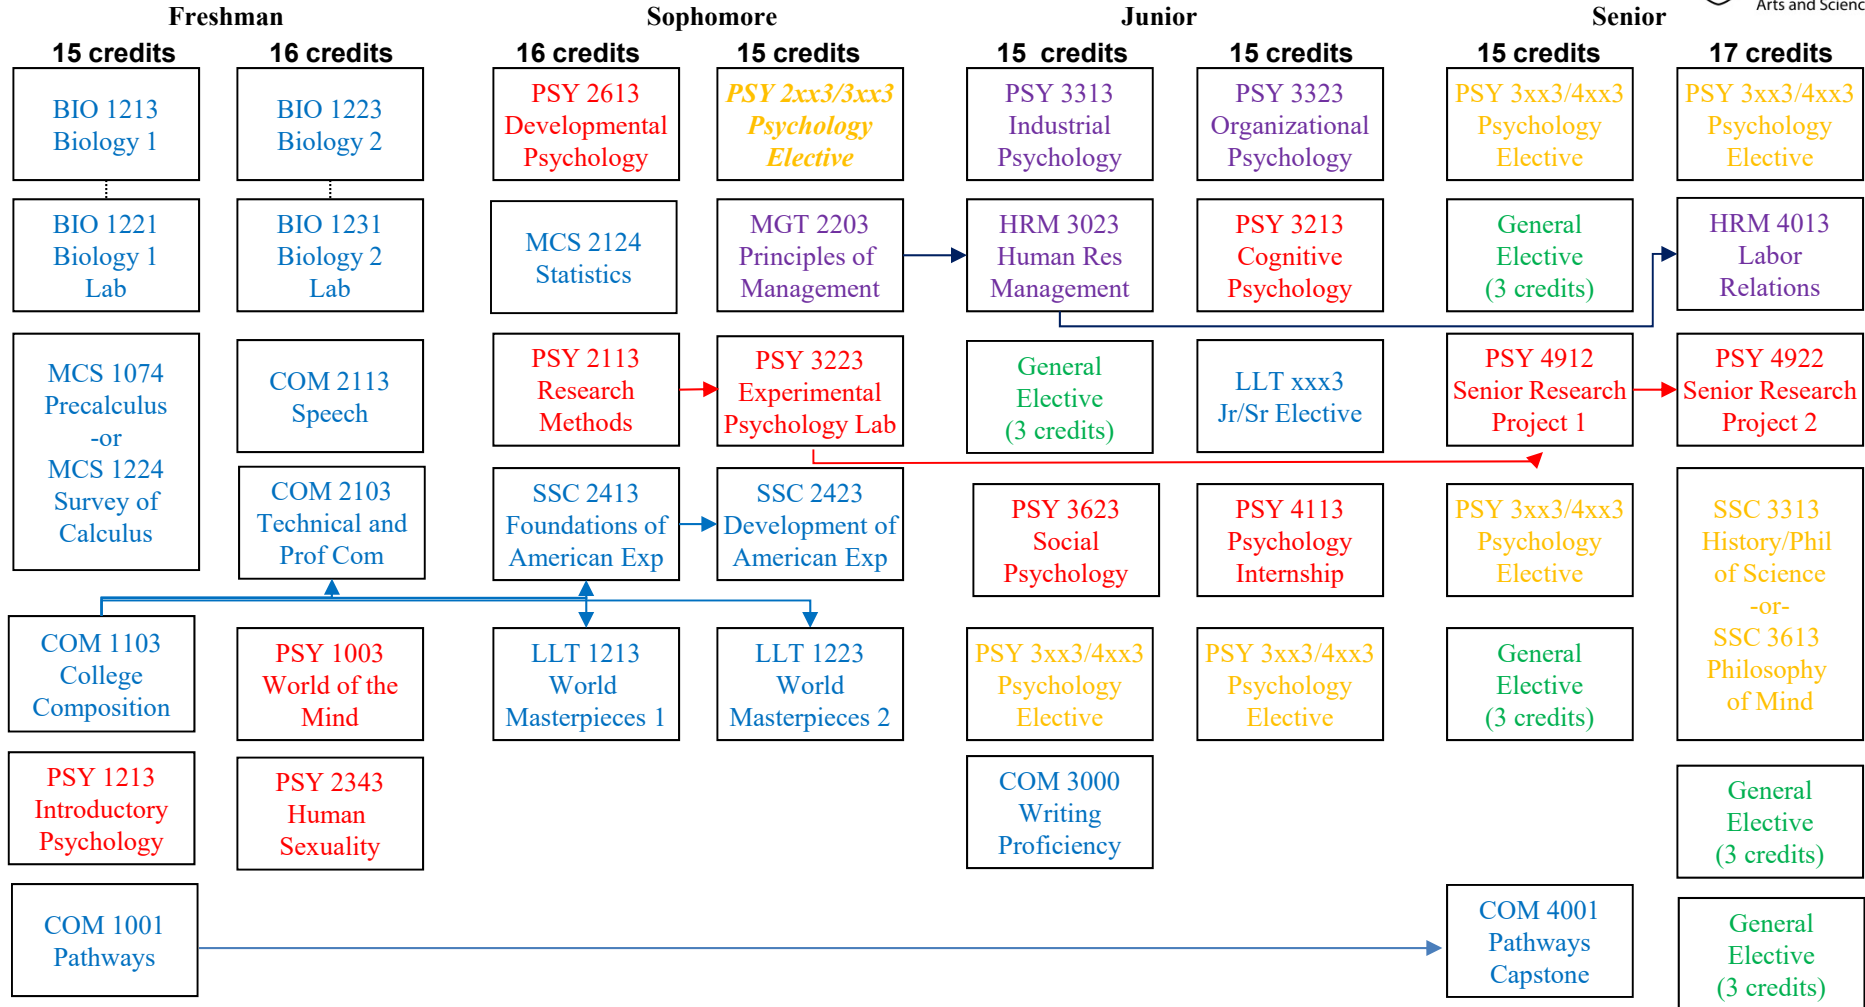 Arts and Scienc
Freshman
Sophomore
Junior
Senior
15 credits
16 credits
16 credits
15 credits
15 credits
15 credits
15 credits
17 credits
BIO 1213
Biology 1
BIO 1221
Biology 1
Lab
MCS 1074
Precalculus
-or
MCS 1224
Survey of
Calculus
COM 1103
College
Composition
PSY 1213
Introductory
Psychology
COM 1001
Pathways
BIO 1223
Biology 2
BIO 1231
Biology 2
Lab
COM 2113
Speech
COM 2103
Technical and
Prof Com
PSY 1003
World of the
Mind
PSY 2343
Human
Sexuality
PSY 2613
Developmental
Psychology
MCS 2124
Statistics
PSY 2113
Research
Methods
SSC 2413
Foundations of
American Exp
LLT 1213
World
Masterpieces 1
PSY 2xx3/3xx3
Psychology
Elective
MGT 2203
Principles of
Management
PSY 3223
Experimental
Psychology Lab
SSC 2423
Development of
American Exp
LLT 1223
World
Masterpieces 2
PSY 3313
Industrial
Psychology
HRM 3023
Human Res
Management
General
Elective
(3 credits)
PSY 3623
Social
Psychology
PSY 3xx3/4xx3
Psychology
Elective
COM 3000
Writing
Proficiency
PSY 3323
Organizational
Psychology
PSY 3213
Cognitive
Psychology
LLT xxx3
Jr/Sr Elective
PSY 4113
Psychology
Internship
PSY 3xx3/4xx3
Psychology
Elective
PSY 3xx3/4xx3
Psychology
Elective
General
Elective
(3 credits)
PSY 4912
Senior Research
Project 1
PSY 3xx3/4xx3
Psychology
Elective
General
Elective
(3 credits)
COM 4001
Pathways
Capstone
PSY 3xx3/4xx3
Psychology
Elective
HRM 4013
Labor
Relations
PSY 4922
Senior Research
Project 2
SSC 3313
History/Phil
of Science
-or-
SSC 3613
Philosophy
of Mind
General
Elective
(3 credits)
General
Elective
(3 credits)